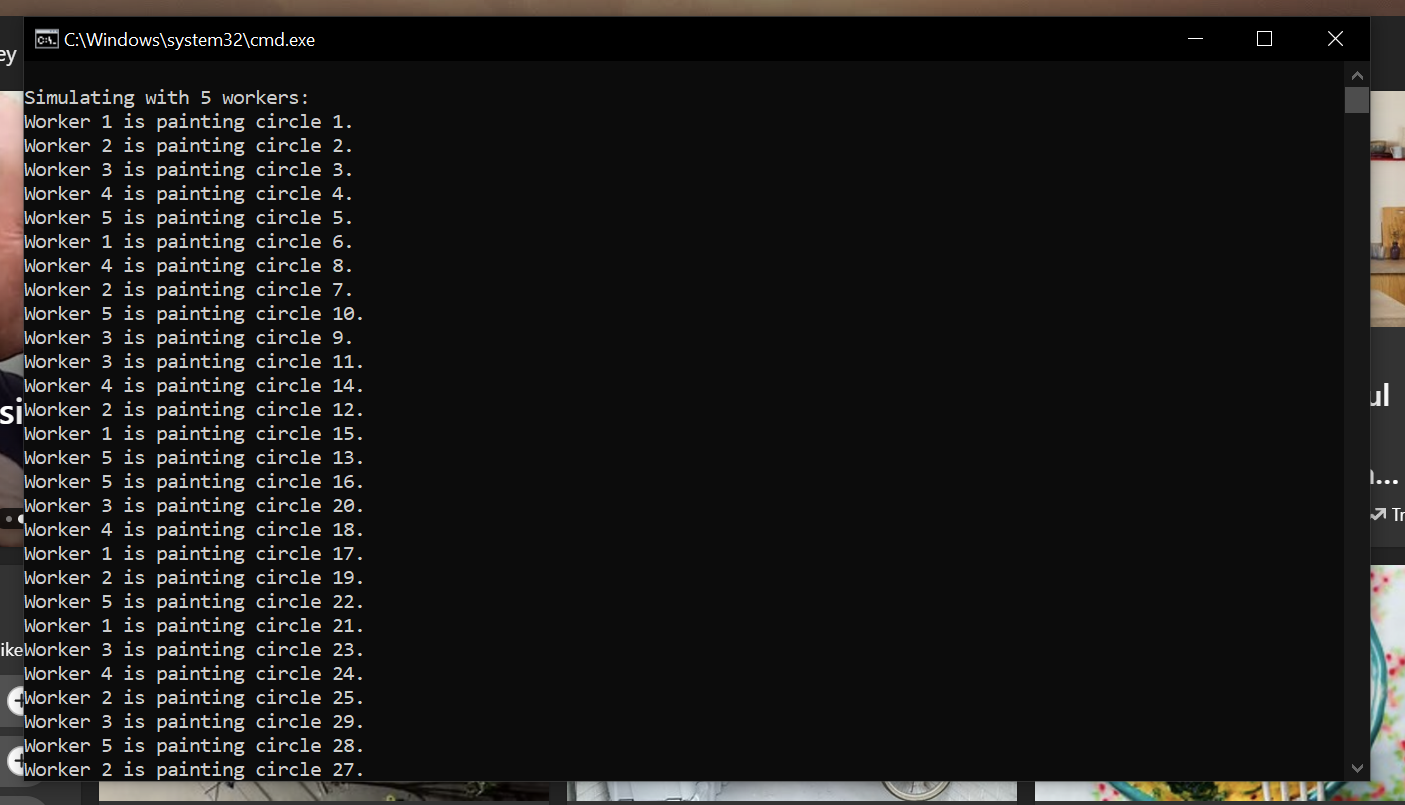 C:\Windows\system32\cmd.exe
ey
Simulating with 5 workers:
Worker 1 is painting circle 1.
Worker 2 is painting circle 2.
Worker 3 is painting circle 3.
Worker 4 is painting circle 4.
Worker 5 is painting circle 5.
Worker 1 is painting circle 6.
Worker 4 is painting circle 8.
Worker 2 is painting circle 7.
Worker 5 is painting circle 10.
Worker 3 is painting circle 9.
Worker 3 is painting circle 11.
Worker 4 is painting circle 14.
ul
Worker 2 is painting circle 12.
si
Worker 1 is painting circle 15.
Worker 5 is painting circle 13.
Worker 5 is painting circle 16.
Worker 3 is painting circle 20.
Tr
Worker 4 is painting circle 18.
Worker 1 is painting circle 17.
Worker 2 is painting circle 19.
Worker 5 is painting circle 22.
Worker 1 is painting circle 21.
ike
Worker 3 is painting circle 23.
Worker 4 is painting circle 24.
Worker 2 is painting circle 25.
Worker 3 is painting circle 29.
Worker 5 is painting circle 28.
Worker 2 is painting circle 27.